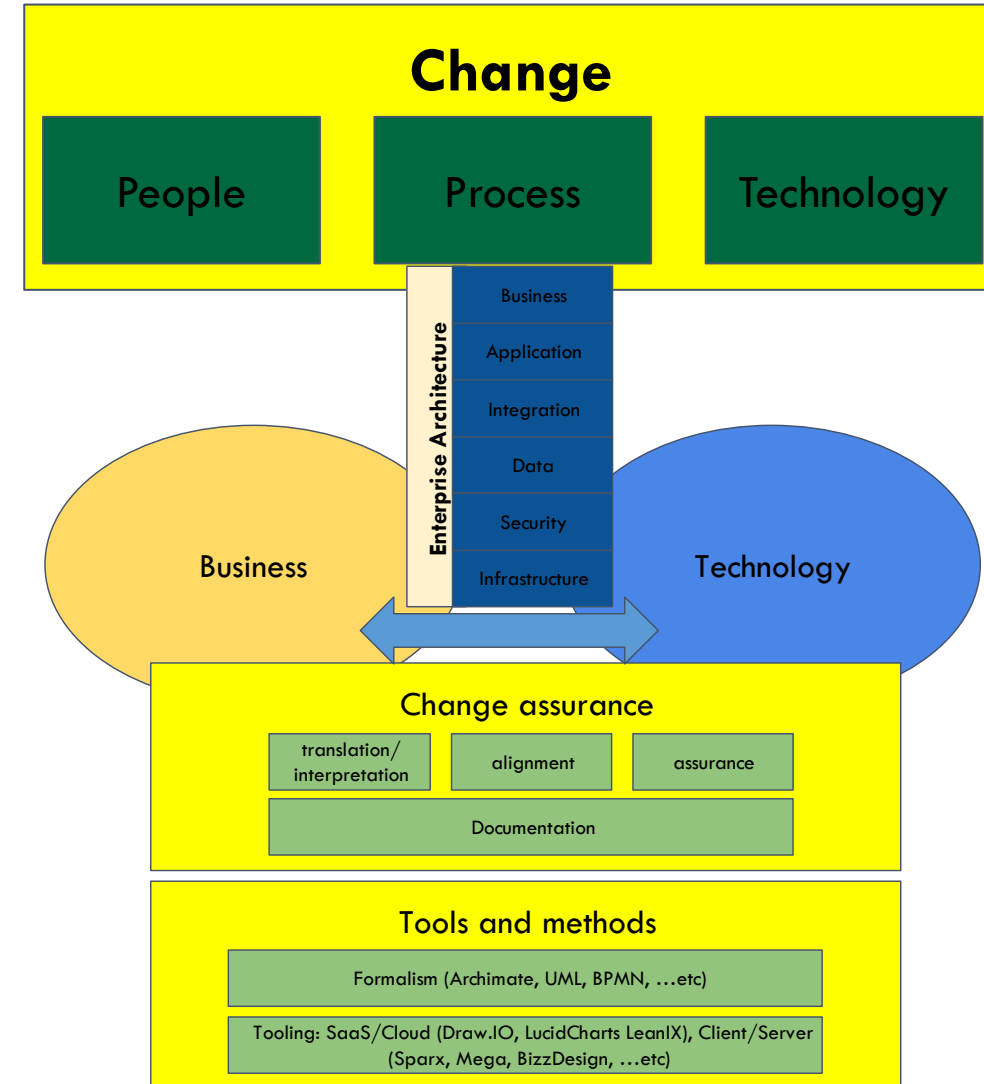 Change
People
Process
Technology
Enterprise Architecture
Business
Application
Integration
Data
Security
Infrastructure
Business
Technology
Change assurance
translation/
interpretation
alignment
assurance
Documentation
Tools and methods
Formalism (Archimate, UML, BPMN, …etc)
Tooling: SaaS/Cloud (Draw.IO, LucidCharts LeanIX), Client/Server
(Sparx, Mega, BizzDesign, …etc)